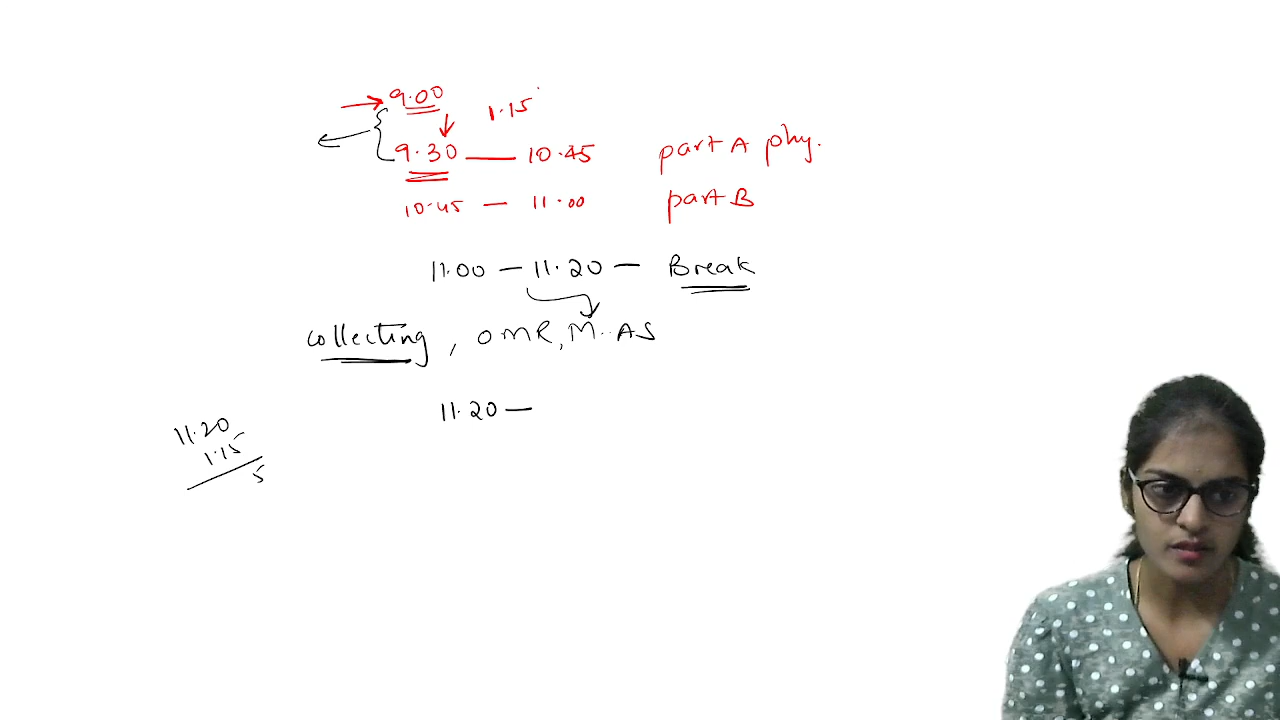 9.00
1.15
9.30 — 10.45 part A phy.
10.45 — 11.00 part B
11.00 — 11.20 — Break
collecting, OMR, M..AS
11.20 —
11.20
1.15
5